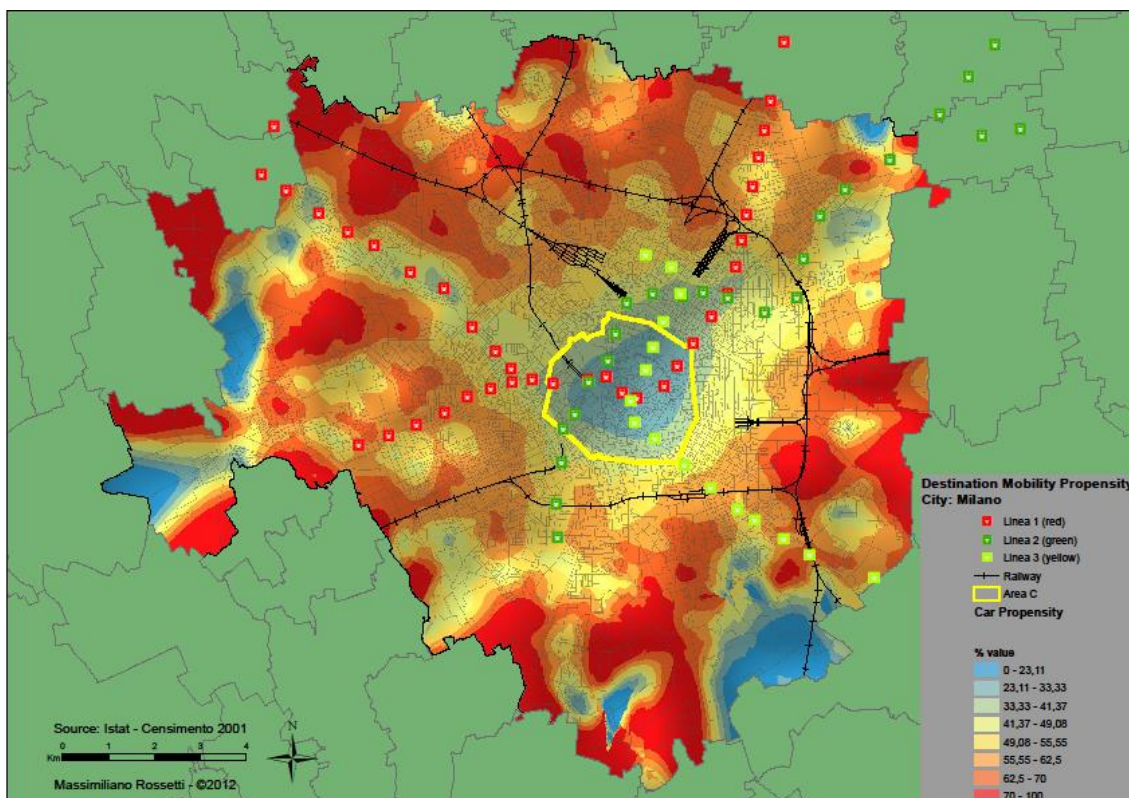 Destination Mobility Propensity
City: Milano
Linea 1 (red)
Linea 2 (green)
Linea 3 (yellow)
Railway
Area C
Car Propensity
% value
0 - 23,11
23,11 - 33,33
33,33 - 41,37
41,37 - 49,08
49,08 - 55,55
55,55 - 62,5
62,5 - 70
70 - 100
Source: Istat - Censimento 2001
N
0 1 2 3 4
Km
Massimiliano Rossetti - ©2012